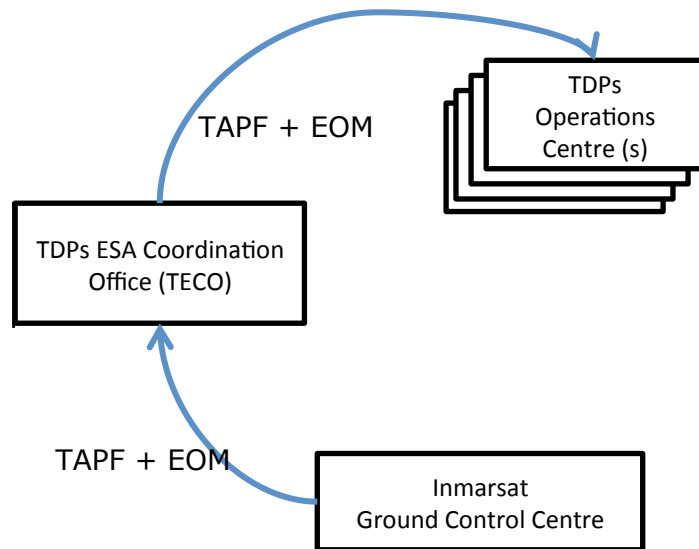 TDPs
Operations
Centre (s)
TAPF + EOM
TDPs ESA Coordination
Office (TECO)
TAPF + EOM
Inmarsat
Ground Control Centre